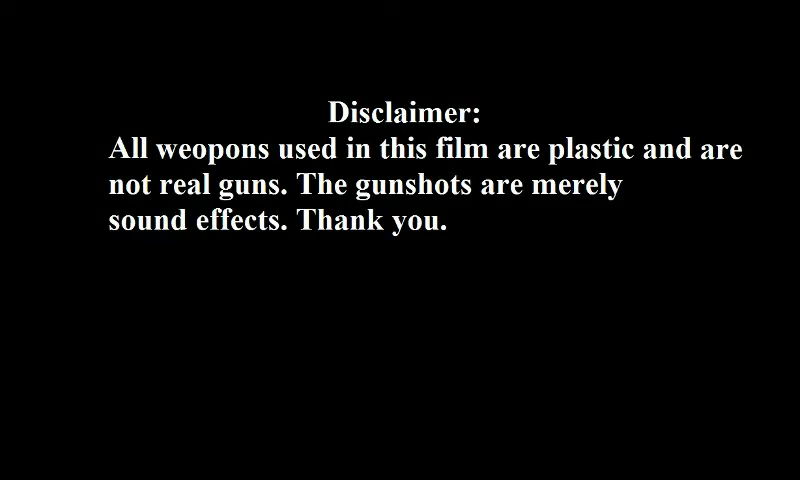 Disclaimer:
All weopons used in this film are plastic and are
not real guns. The gunshots are merely
sound effects. Thank you.